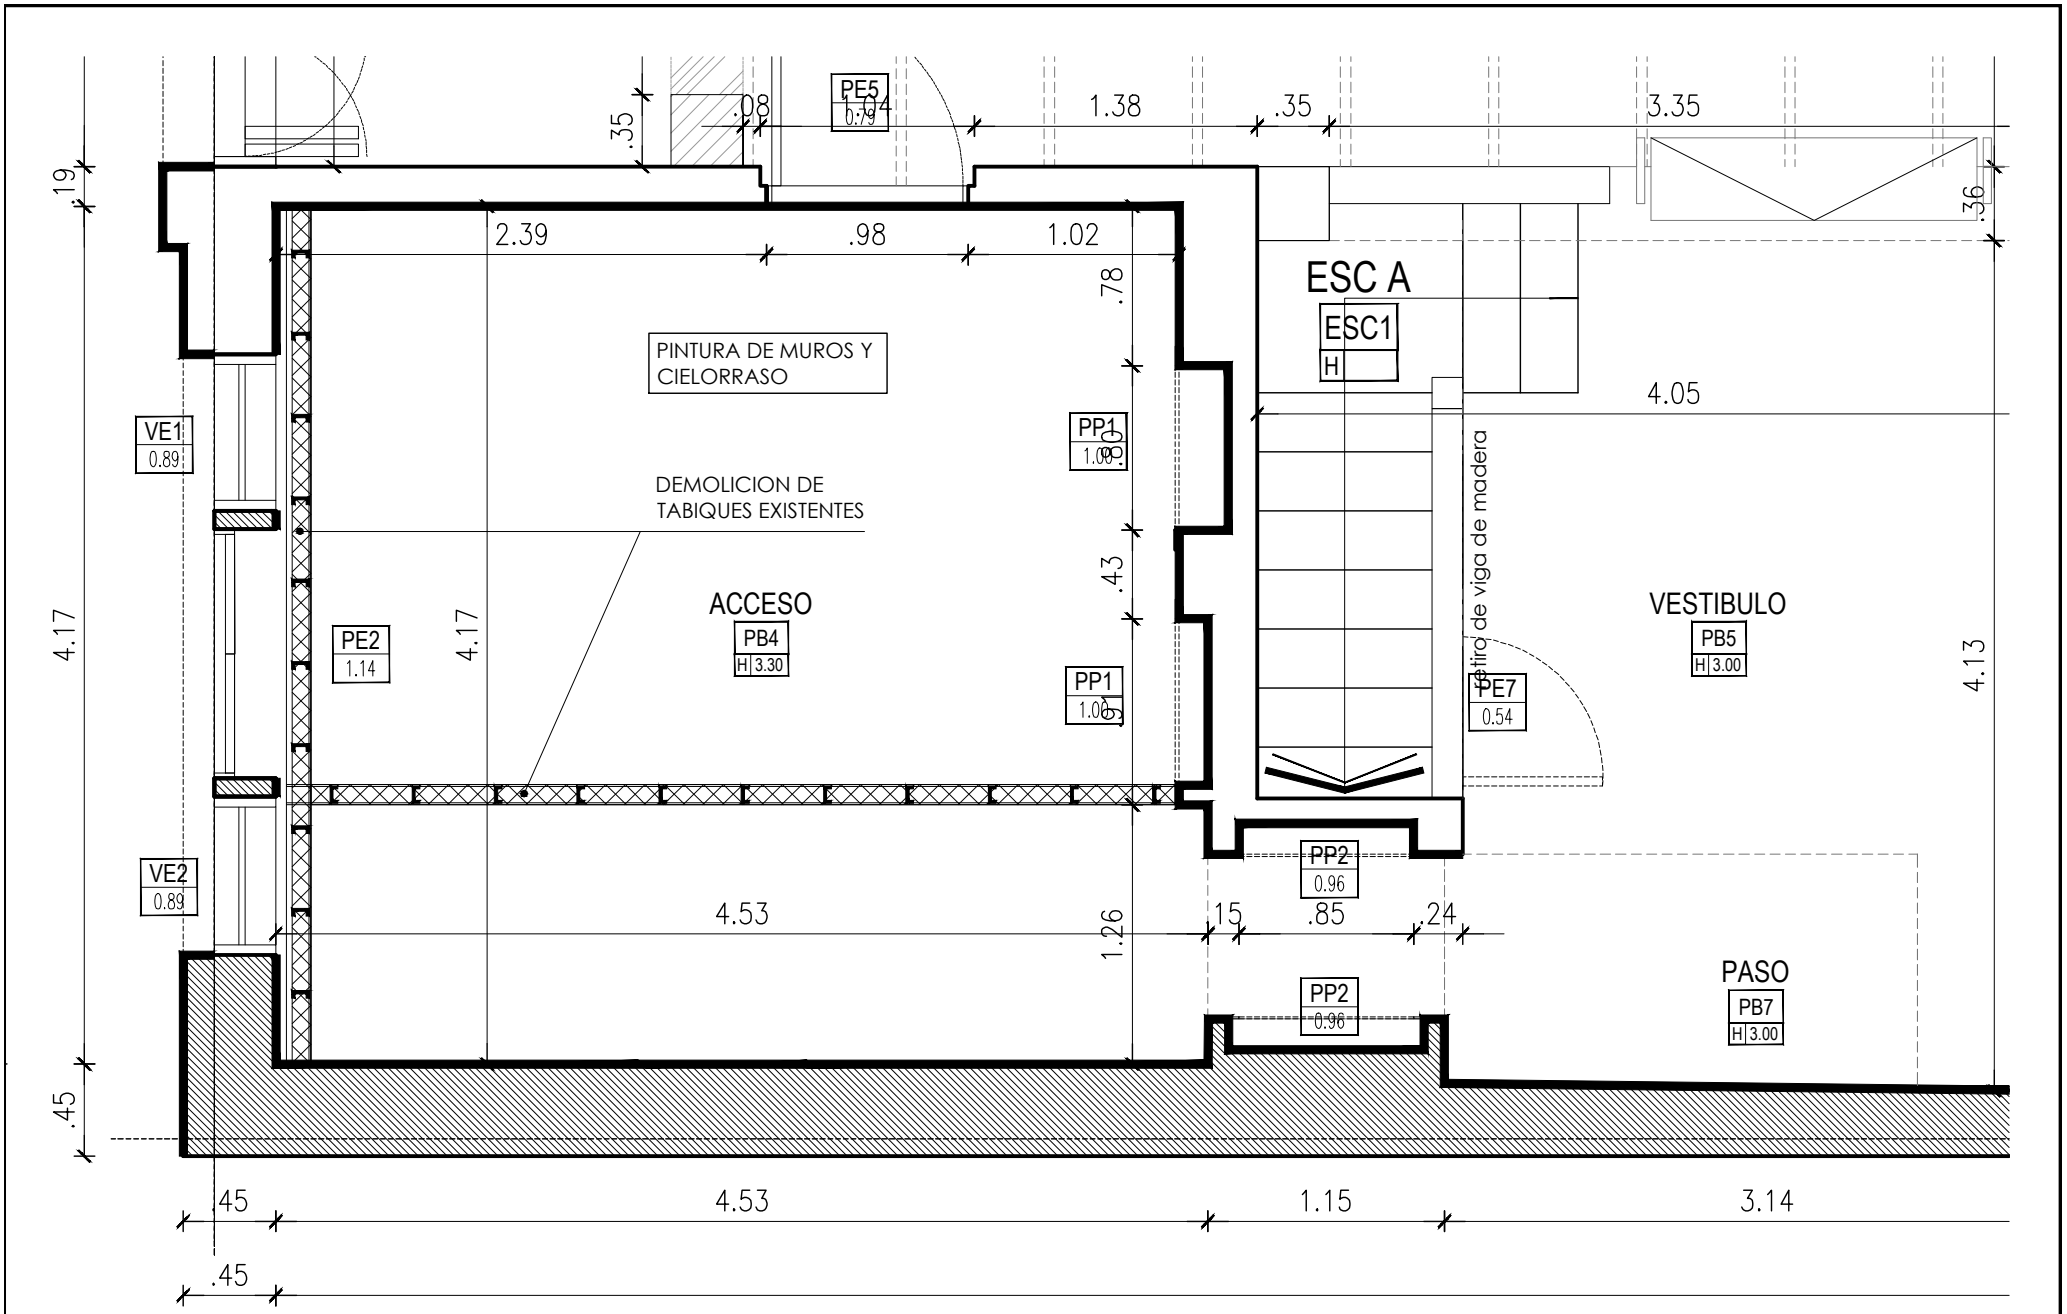 PE5
0.79
.08
1.04
1.38
.35
3.35
.35
.19
.36
2.39
.98
1.02
.78
ESC A
ESC1
H
PINTURA DE MUROS Y
CIELORRASO
4.05
VE1
0.89
PP1
1.00
.80
retiro de viga de madera
DEMOLICION DE
TABIQUES EXISTENTES
.43
4.17
4.17
ACCESO
PB4
H 3.30
PE2
1.14
VESTIBULO
PB5
H 3.00
4.13
PP1
1.00
.91
PE7
0.54
VE2
0.89
PP2
0.96
4.53
.15
.85
.24
1.26
PP2
0.96
PASO
PB7
H 3.00
.45
.45
4.53
1.15
3.14
.45